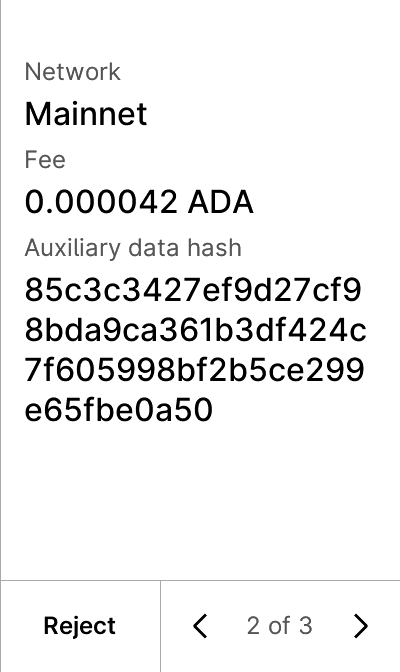 Network
Mainnet
Fee
0.000042 ADA
Auxiliary data hash
85c3c3427ef9d27cf9
8bda9ca361b3df424c
7f605998bf2b5ce299
e65fbe0a50
Reject
2 of 3